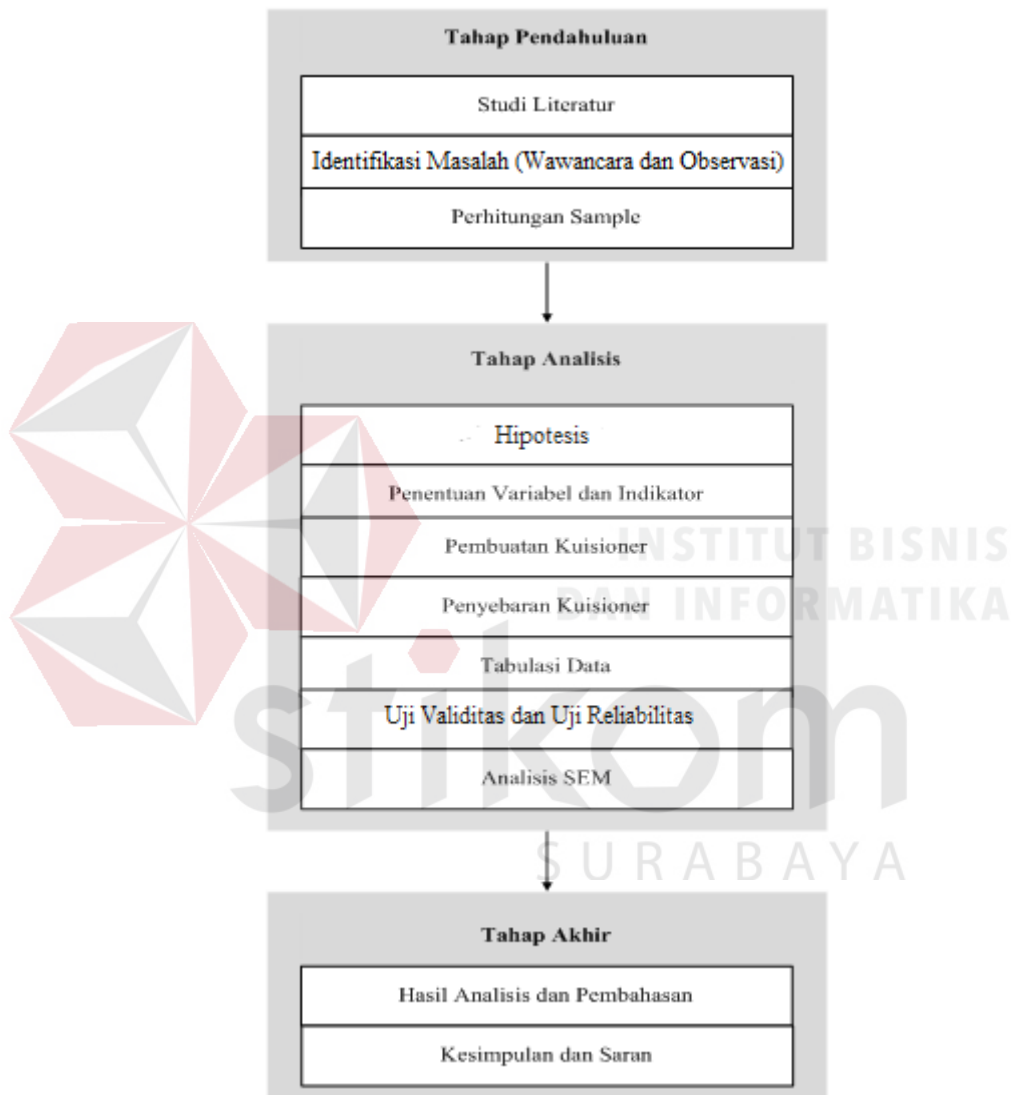 Tahap Pendahuluan
Studi Literatur
Identifikasi Masalah (Wawancara dan Observasi)
Perhitungan Sample
Tahap Analisis
Hipotesis
Penentuan Variabel dan Indikator
Pembuatan Kuisioner
Penyebaran Kuisioner
Tabulasi Data
Uji Validitas dan Uji Reliabilitas
Analisis SEM
Tahap Akhir
Hasil Analisis dan Pembahasan
Kesimpulan dan Saran
INSTITUT BISNIS
DAN INFORMATIKA
stikom
SURABAYA